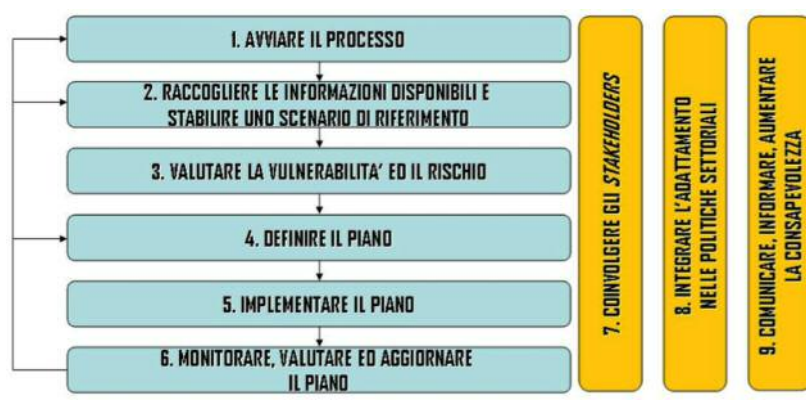 1. AVVIARE IL PROCESSO
2. RACCOGLIERE LE INFORMAZIONI DISPONIBILI E
STABILIRE UNO SCENARIO DI RIFERIMENTO
3. VALUTARE LA VULNERABILITA' ED IL RISCHIO
4. DEFINIRE IL PIANO
5. IMPLEMENTARE IL PIANO
6. MONITORARE, VALUTARE ED AGGIORNARE
IL PIANO
7. COINVOLGERE GLI STAKEHOLDERS
8. INTEGRARE L'ADATTAMENTO
NELLE POLITICHE SETTORIALI
9. COMUNICARE, INFORMARE, AUMENTARE
LA CONSAPEVOLEZZA